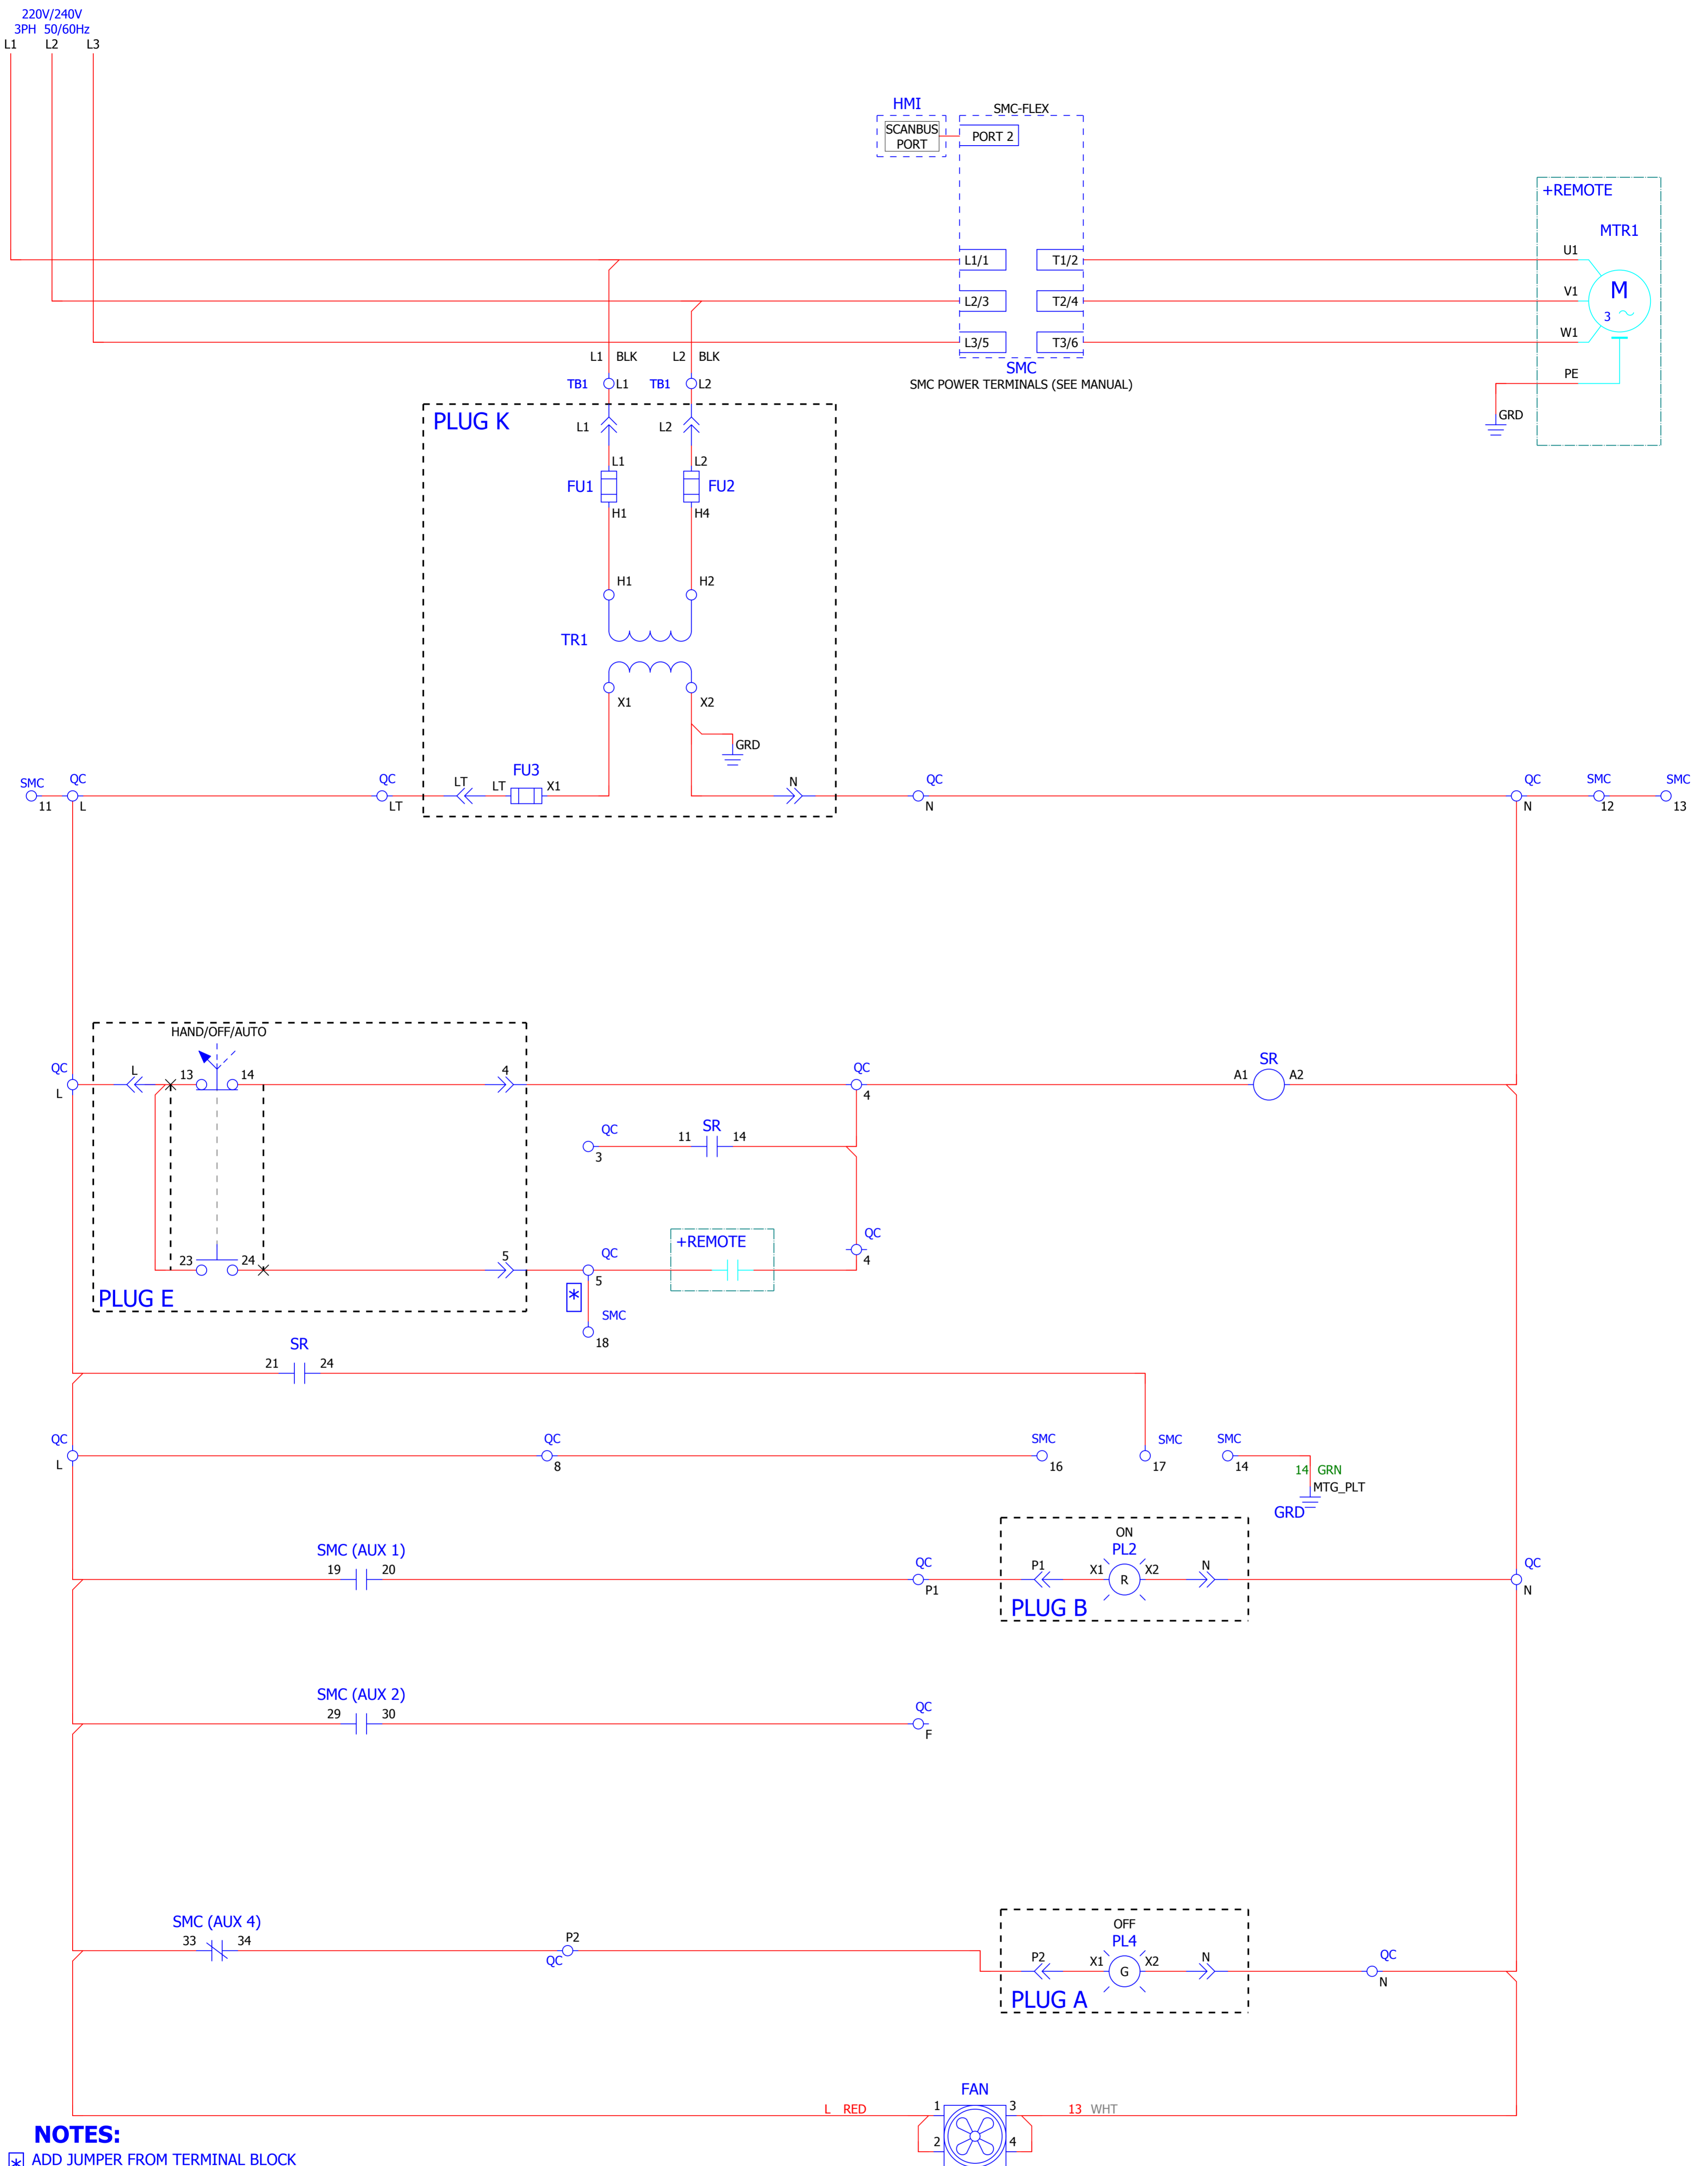 220V/240V
3PH 50/60Hz
L1 L2 L3
HMI
SMC-FLEX
SCANBUS
PORT
PORT 2
+REMOTE
MTR1
L1/1 T1/2 U1
L2/3 T2/4 V1
M
3
L3/5 T3/6 W1
SMC
SMC POWER TERMINALS (SEE MANUAL)
PE
GRD
L1 BLK L2 BLK
TB1 L1 TB1 L2
PLUG K
L1 L2
L1 L2
FU1 FU2
H1 H4
H1 H2
TR1
X1 X2
GRD
SMC QC QC LT LT FU3 X1 N QC QC SMC SMC
11 L LT N N 12 13
HAND/OFF/AUTO
QC L 13 14 4 QC A1 SR A2
L 4
QC 11 SR 14
3
+REMOTE
QC
4
23 24 5 QC
5
PLUG E
*
SMC
18
SR
21 24
QC QC SMC SMC SMC
L 8 16 17 14
14 GRN
MTG_PLT
GRD
ON
SMC (AUX 1) PL2
19 20 QC P1 X1 R X2 N QC
P1 N
PLUG B
SMC (AUX 2)
29 30 QC
F
OFF
SMC (AUX 4) PL4
33 34 P2 P2 X1 G X2 N QC
QC N
PLUG A
FAN
L RED 1 3 13 WHT
2 4
NOTES:
* ADD JUMPER FROM TERMINAL BLOCK